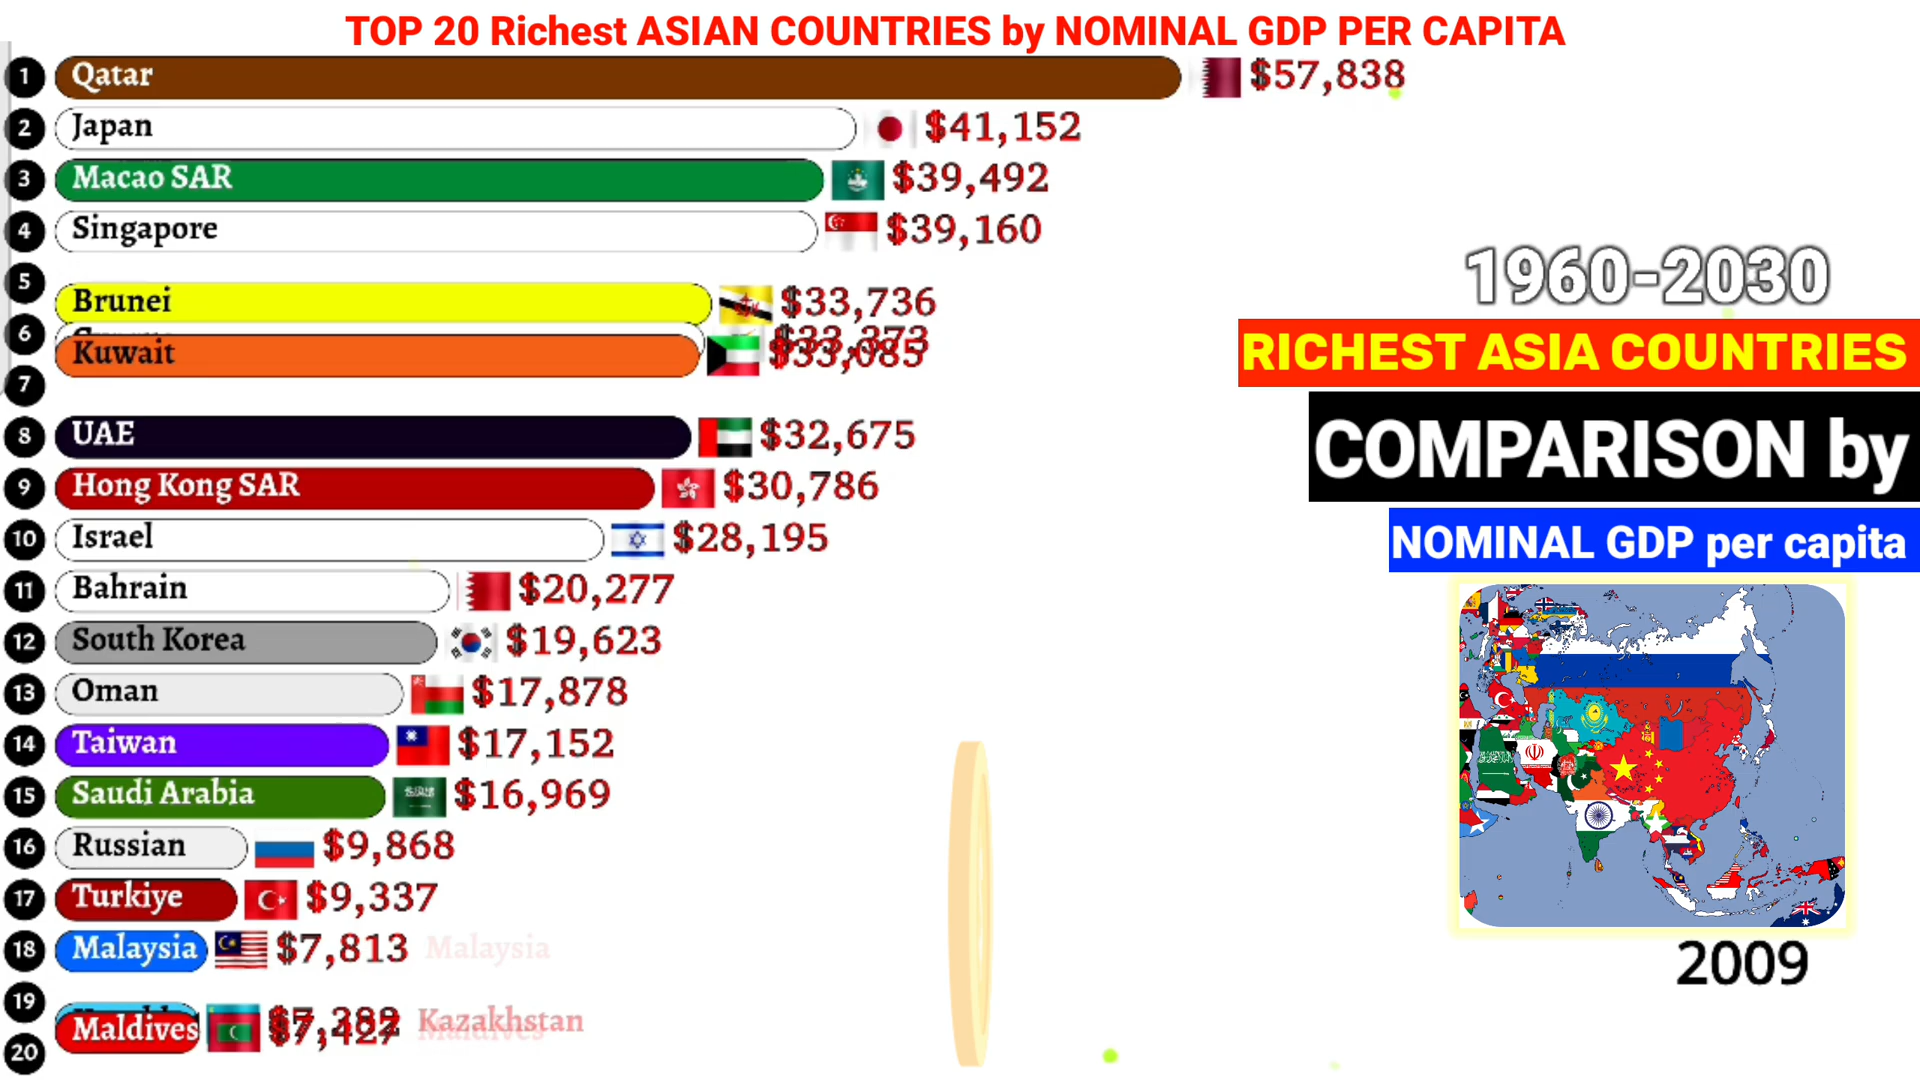 TOP 20 Richest ASIAN COUNTRIES by NOMINAL GDP PER CAPITA
1 Qatar $57,838
2 Japan $41,152
3 Macao SAR $39,492
4 Singapore $39,160
5
Brunei $33,736
6
Kuwait $33,085
7
8 UAE $32,675
9 Hong Kong SAR $30,786
10 Israel $28,195
11 Bahrain $20,277
12 South Korea $19,623
13 Oman $17,878
14 Taiwan $17,152
15 Saudi Arabia $16,969
16 Russian $9,868
17 Turkiye $9,337
18 Malaysia $7,813 Malaysia
19
Maldives Kazakhstan
Maldives
20
1960-2030
RICHEST ASIA COUNTRIES
COMPARISON by
NOMINAL GDP per capita
2009